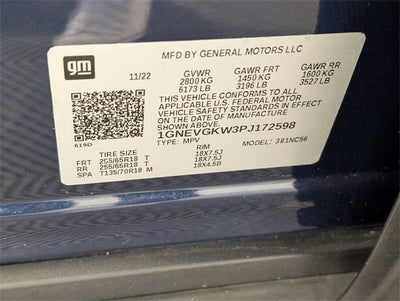 gm
MFD BY GENERAL MOTORS LLC
11/22 GVWR GAWR FRT GAWR RR
2800 KG 1450 KG 1600 KG
6173 LB 3196 LB 3527 LB
THIS VEHICLE CONFORMS TO ALL
APPLICABLE U.S. FEDERAL MOTOR
VEHICLE SAFETY STANDARDS IN EFFECT ON
THE DATE OF MANUFACTURE SHOWN ABOVE.
1GNEVGKW3PJ172598
619D TYPE: MPV MODEL: 381NC56
TIRE SIZE RIM
FRT 255/65R18 T 18X7.5J
RR 255/65R18 T 18X7.5J
SPA T135/70R18 M 18X4.5B